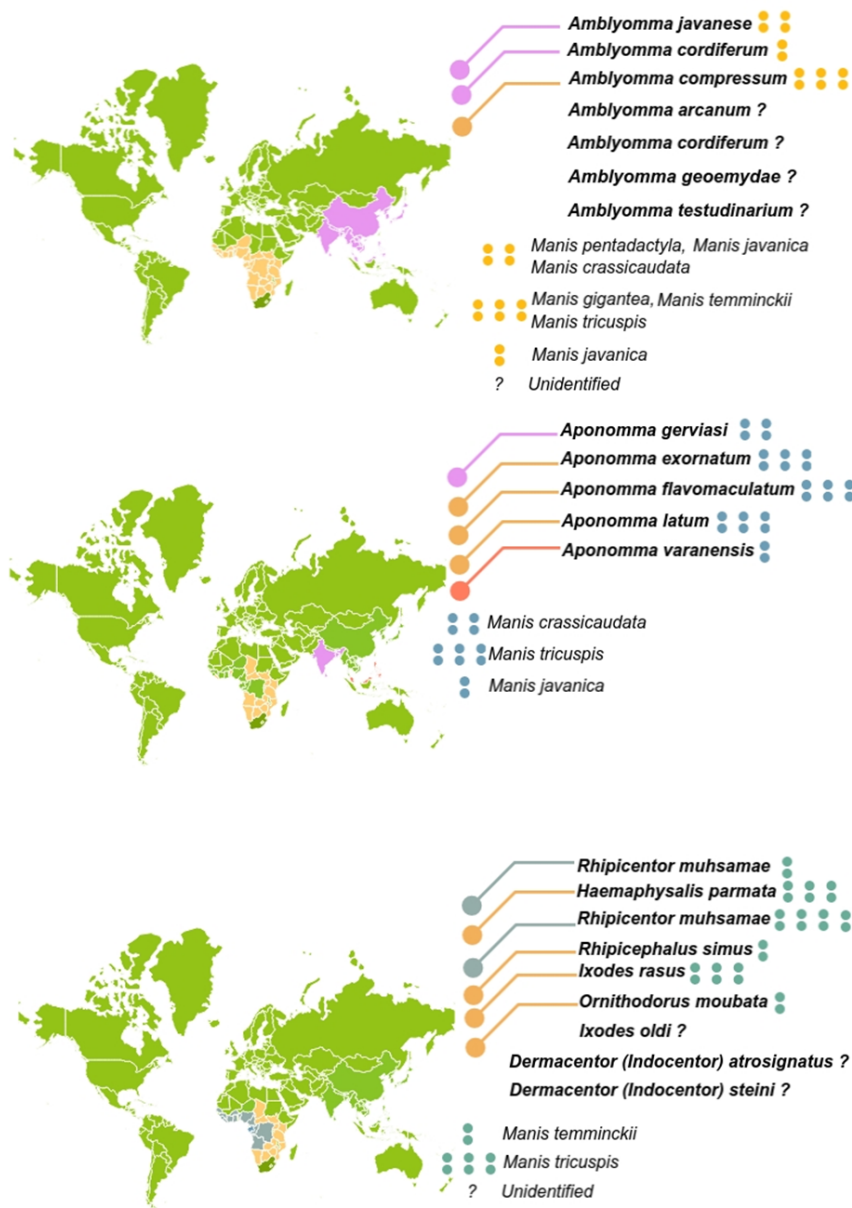 Amblyomma javanese
Amblyomma cordiferum
Amblyomma compressum
Amblyomma arcanum ?
Amblyomma cordiferum ?
Amblyomma geoemydae ?
Amblyomma testudinarium ?
Manis pentadactyla, Manis javanica
Manis crassicaudata
Manis gigantea, Manis temminckii
Manis tricuspis
Manis javanica
? Unidentified
Aponomma gerviasi
Aponomma exornatum
Aponomma flavomaculatum
Aponomma latum
Aponomma varanensis
Manis crassicaudata
Manis tricuspis
Manis javanica
Rhipicentor muhsamae
Haemaphysalis parmata
Rhipicentor muhsamae
Rhipicephalus simus
Ixodes rasus
Ornithodorus moubata
Ixodes oldi ?
Dermacentor (Indocentor) atrosignatus ?
Dermacentor (Indocentor) steini ?
Manis temminckii
Manis tricuspis
? Unidentified